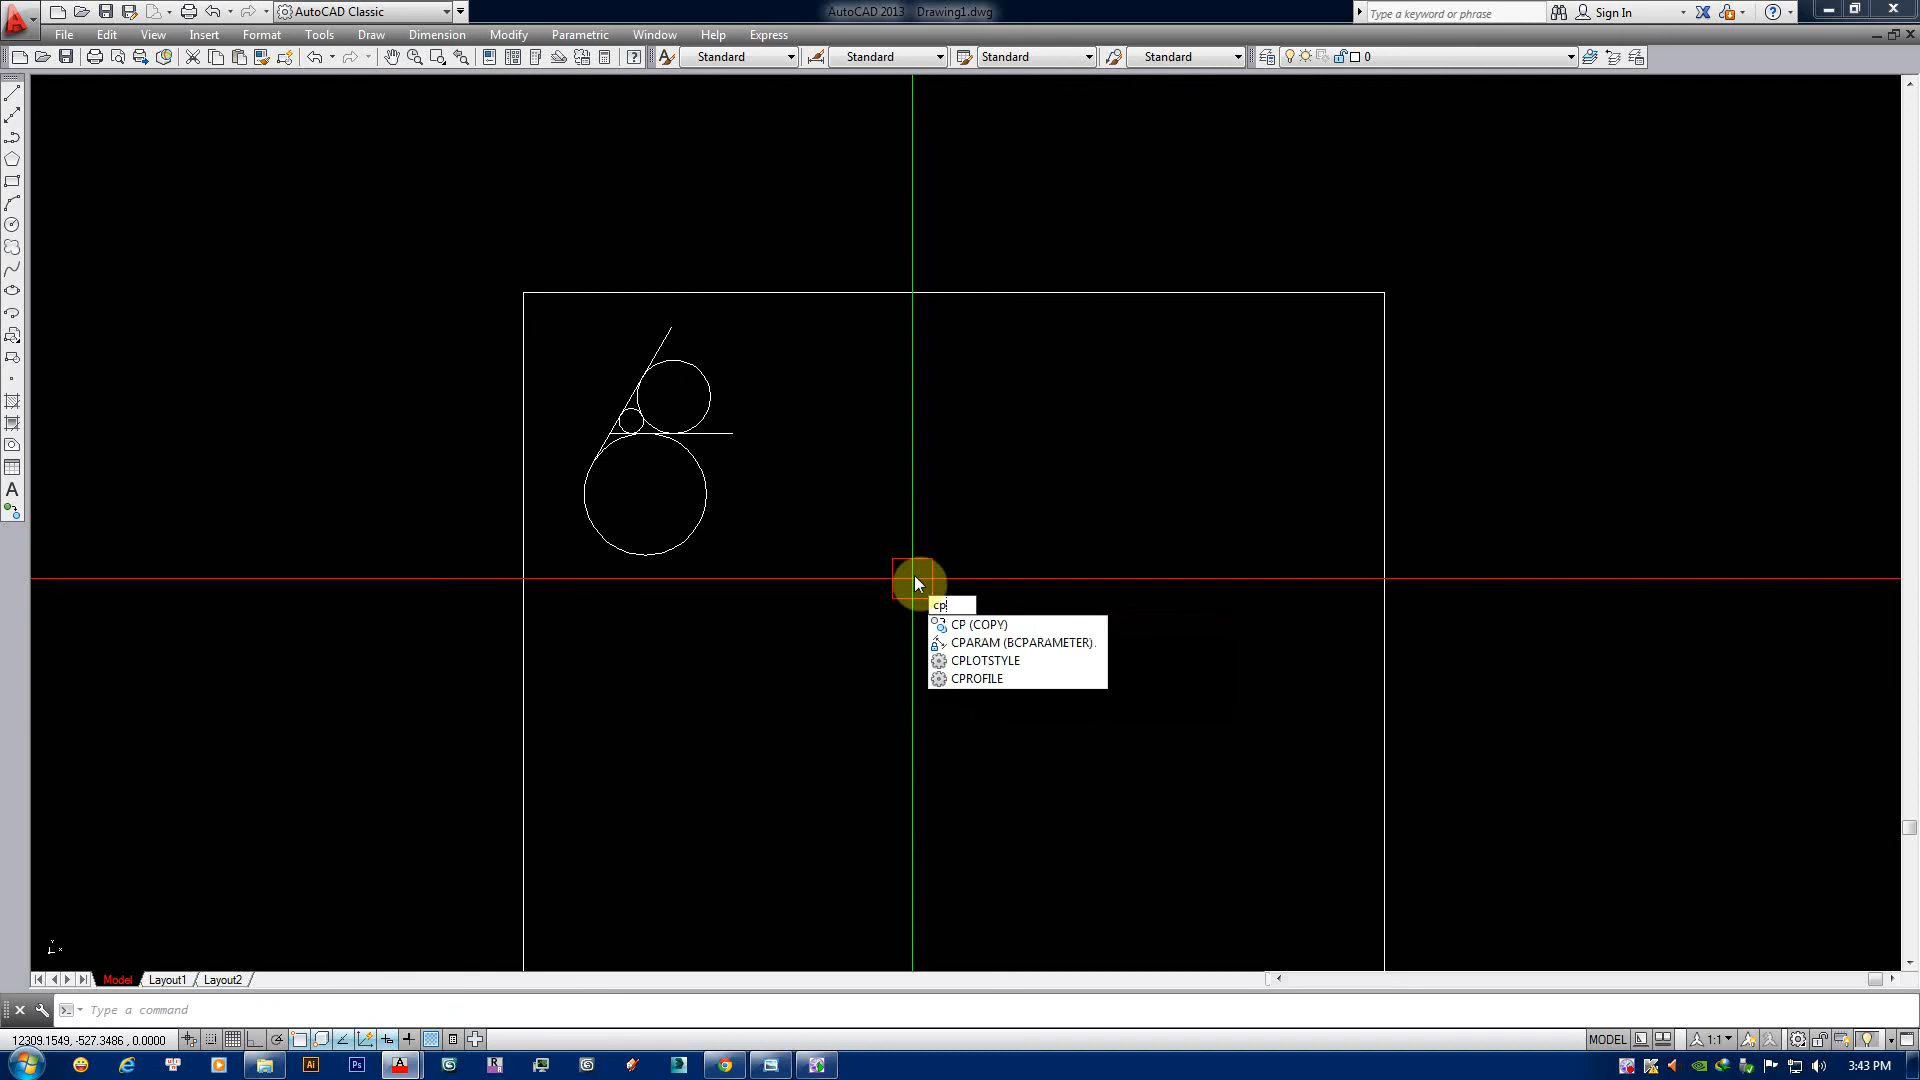 AutoCAD Classic
AutoCAD 2013 Drawing1.dwg
Type a keyword or phrase
Sign In
File Edit View Insert Format Tools Draw Dimension Modify Parametric Window Help Express
Standard Standard Standard Standard 0
A
cp
CP (COPY)
CPARAM (BCPARAMETER).
CPLOTSTYLE
CPROFILE
Y
X
Model Layout1 Layout2
Type a command
12309.1549, -527.3486 , 0.0000
MODEL
1:1
Ai Ps
3:43 PM